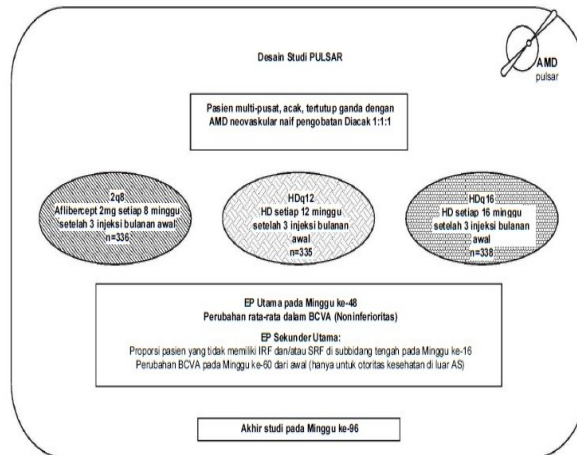 Desain Studi PULSAR
AMD
pulsar
Pasien multi-pusat, acak, tertutup ganda dengan
AMD neovaskular naif pengobatan Diacak 1:1:1
2q8
Aflibercept 2mg setiap 8 minggu
setelah 3 injeksi bulanan awal
n=336
HDq12
HD setiap 12 minggu
setelah 3 injeksi bulanan
awal
n=335
HDq16
HD setiap 16 minggu
setelah 3 injeksi bulanan
awal
n=338
EP Utama pada Minggu ke-48
Perubahan rata-rata dalam BCVA (Noninferioritas)
EP Sekunder Utama:
Proporsi pasien yang tidak memiliki IRF dan/atau SRF di subbidang tengah pada Minggu ke-16
Perubahan BCVA pada Minggu ke-60 dari awal (hanya untuk otoritas kesehatan di luar AS)
Akhir studi pada Minggu ke-96